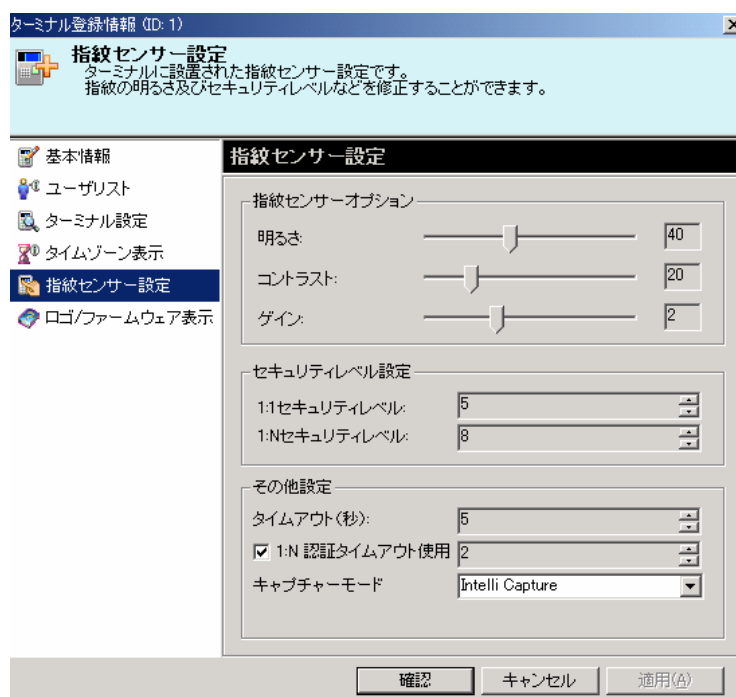 ターミナル登録情報 (ID: 1)
指紋センサー設定
ターミナルに設置された指紋センサー設定です。
指紋の明るさ及びセキュリティレベルなどを修正することができます。
基本情報
ユーザリスト
ターミナル設定
タイムゾーン表示
指紋センサー設定
ロゴ/ファームウェア表示
指紋センサー設定
指紋センサーオプション
明るさ: 40
コントラスト: 20
ゲイン: 2
セキュリティレベル設定
1:1セキュリティレベル: 5
1:Nセキュリティレベル: 8
その他設定
タイムアウト(秒): 5
1:N 認証タイムアウト使用 2
キャプチャーモード Intelli Capture
確認 キャンセル 適用(A)